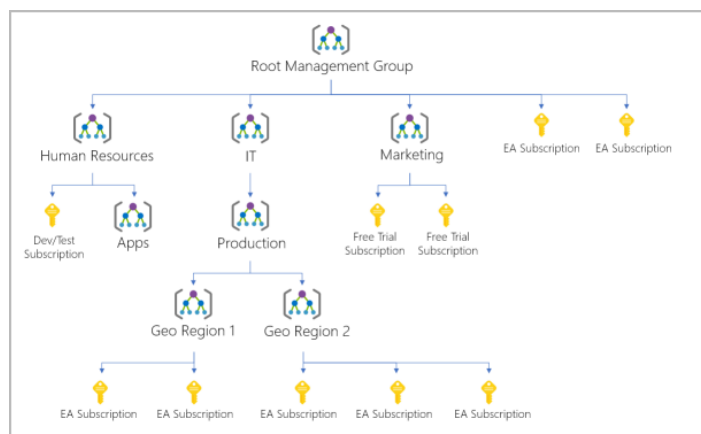 Root Management Group
Human Resources
IT
Marketing
EA Subscription
EA Subscription
Dev/Test
Subscription
Apps
Production
Free Trial
Subscription
Free Trial
Subscription
Geo Region 1
Geo Region 2
EA Subscription
EA Subscription
EA Subscription
EA Subscription
EA Subscription